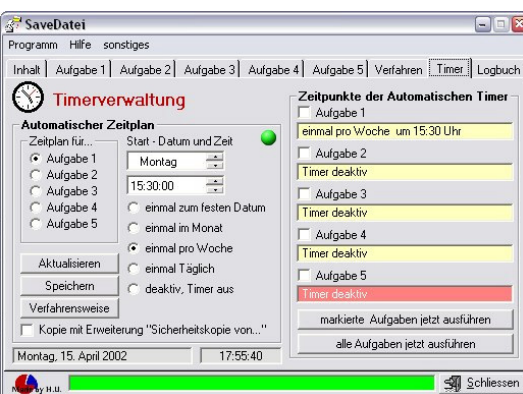 SaveDatei
Programm Hilfe sonstiges
Inhalt Aufgabe 1 Aufgabe 2 Aufgabe 3 Aufgabe 4 Aufgabe 5 Verfahren Timer Logbuch
Timerverwaltung
Automatischer Zeitplan
Zeitplan für...
Aufgabe 1
Aufgabe 2
Aufgabe 3
Aufgabe 4
Aufgabe 5
Start - Datum und Zeit
Montag
15:30:00
einmal zum festen Datum
einmal im Monat
einmal pro Woche
einmal Täglich
deaktiv, Timer aus
Aktualisieren
Speichern
Verfahrensweise
Kopie mit Erweiterung "Sicherheitskopie von..."
Zeitpunkte der Automatischen Timer
Aufgabe 1
einmal pro Woche um 15:30 Uhr
Aufgabe 2
Timer deaktiv
Aufgabe 3
Timer deaktiv
Aufgabe 4
Timer deaktiv
Aufgabe 5
Timer deaktiv
markierte Aufgaben jetzt ausführen
alle Aufgaben jetzt ausführen
Montag, 15. April 2002 17:55:40
Made by H.U.
Schliessen